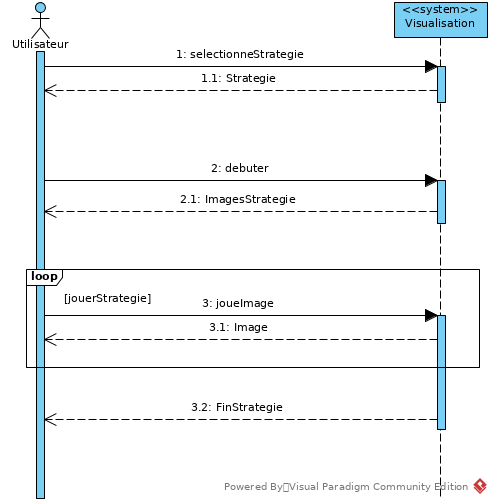 <<system>>
Visualisation
Utilisateur
1: selectionneStrategie
1.1: Strategie
2: debuter
2.1: ImagesStrategie
loop
[jouerStrategie]
3: joueImage
3.1: Image
3.2: FinStrategie
Powered By Visual Paradigm Community Edition